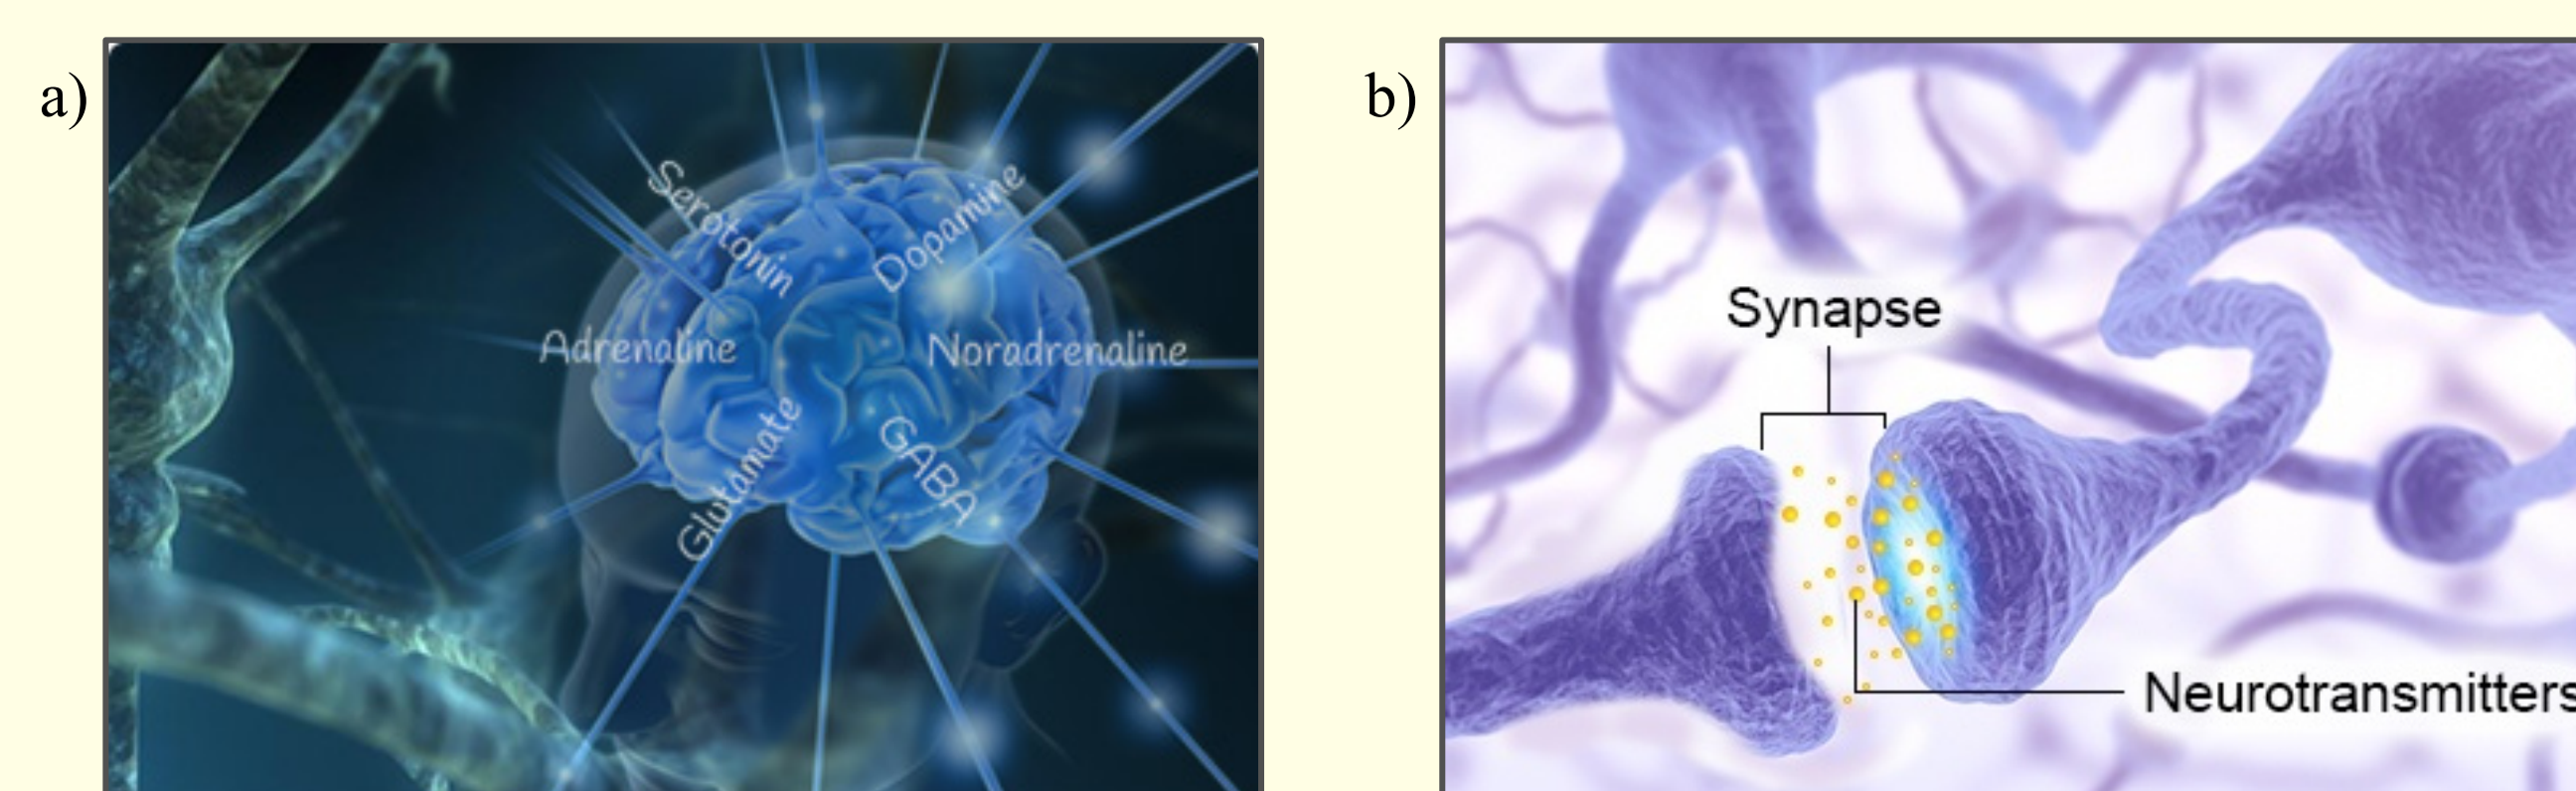 a)
Serotonin
Dopamine
Adrenaline
Noradrenaline
Glutamate
GABA
b)
Synapse
Neurotransmitters